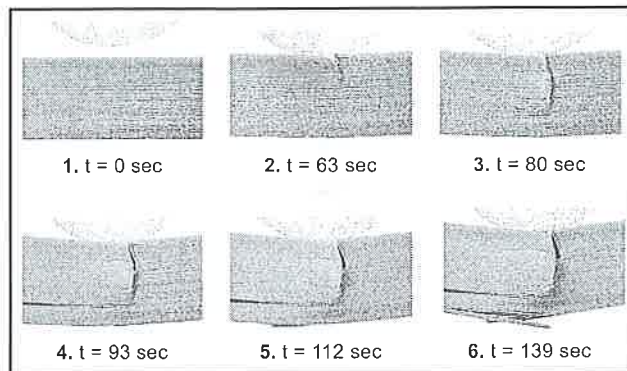 1. t = 0 sec
2. t = 63 sec
3. t = 80 sec
4. t = 93 sec
5. t = 112 sec
6. t = 139 sec